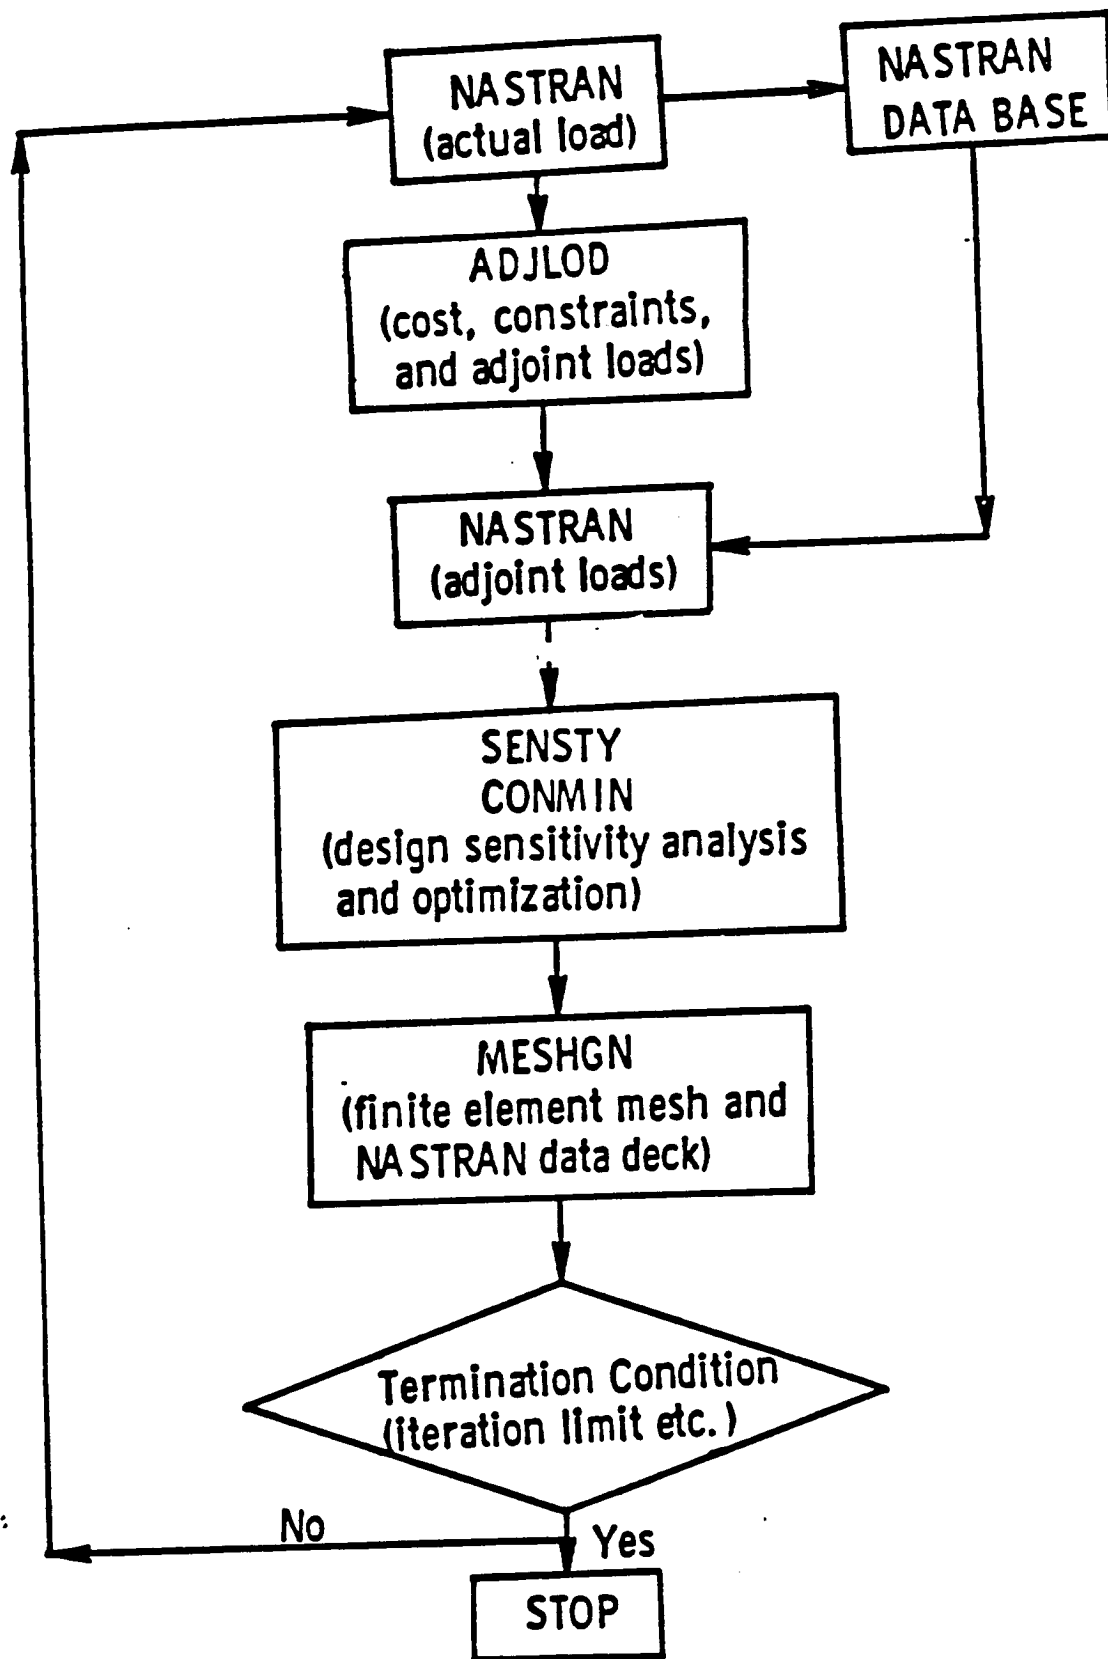 NASTRAN
(actual load)
NASTRAN
DATA BASE
ADJLOD
(cost, constraints,
and adjoint loads)
NASTRAN
(adjoint loads)
SENSTY
CONMIN
(design sensitivity analysis
and optimization)
MESHGN
(finite element mesh and
NASTRAN data deck)
Termination Condition
(iteration limit etc.)
No
Yes
STOP